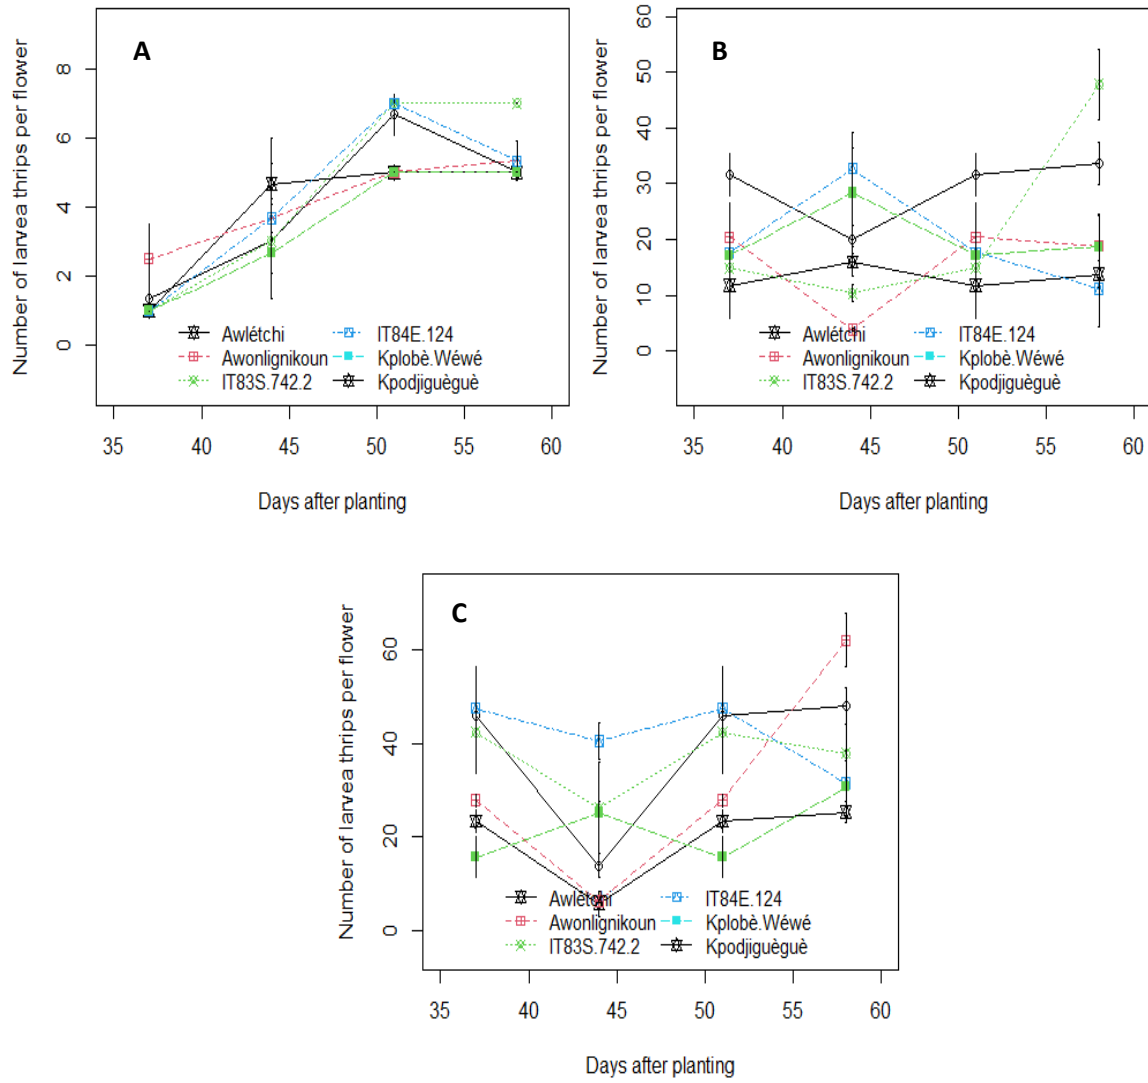 A
Number of larvea thrips per flower
8
6
4
2
0
Awlétchi
Awonlignikoun
IT83S.742.2
IT84E.124
Kplobè.Wéwé
Kpodjiguèguè
35 40 45 50 55 60
Days after planting
B
Number of larvea thrips per flower
60
50
40
30
20
10
0
Awlétchi
Awonlignikoun
IT83S.742.2
IT84E.124
Kplobè.Wéwé
Kpodjiguèguè
35 40 45 50 55 60
Days after planting
C
Number of larvea thrips per flower
60
40
20
0
Awlétchi
Awonlignikoun
IT83S.742.2
IT84E.124
Kplobè.Wéwé
Kpodjiguèguè
35 40 45 50 55 60
Days after planting